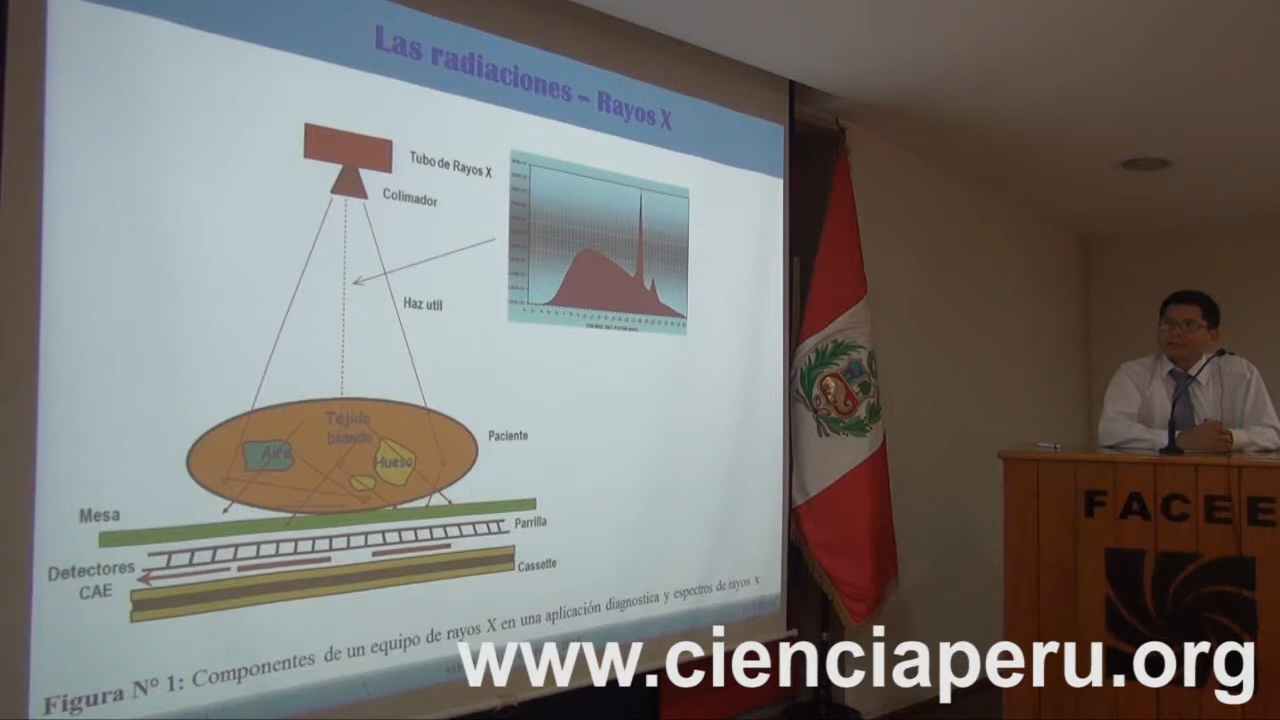 Las radiaciones – Rayos X
Tubo de Rayos X
Colimador
Haz util
Tejido
blando
Aire
Hueso
Paciente
Mesa
Parrilla
Detectores
CAE
Cassette
Figura N° 1: Componentes de un equipo de rayos X en una aplicación diagnostica y espectros de rayos x
FACEE
www.cienciaperu.org